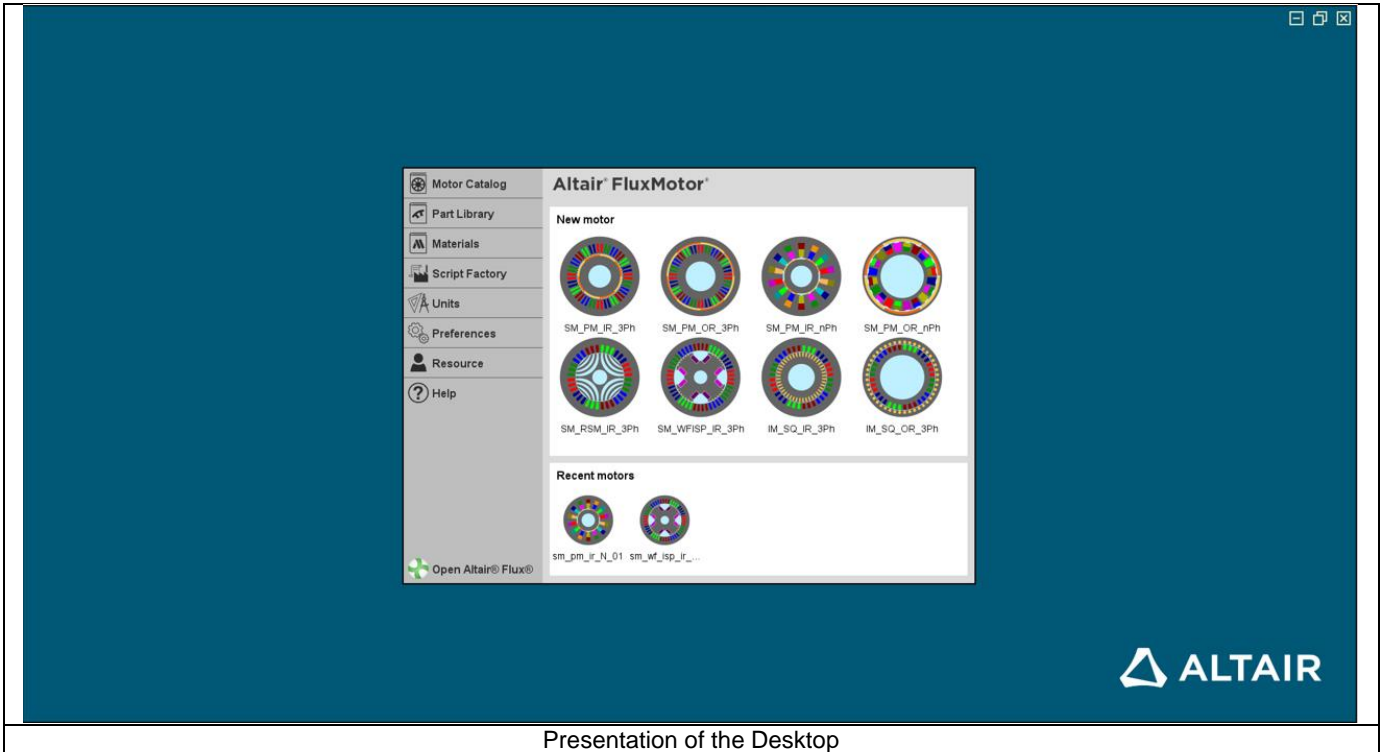 Motor Catalog
Part Library
Materials
Script Factory
Units
Preferences
Resource
Help
Open Altair® Flux®
Altair® FluxMotor®
New motor
SM_PM_IR_3Ph SM_PM_OR_3Ph SM_PM_IR_nPh SM_PM_OR_nPh
SM_RSM_IR_3Ph SM_WFISP_IR_3Ph IM_SQ_IR_3Ph IM_SQ_OR_3Ph
Recent motors
sm_pm_ir_N_01 sm_wf_isp_ir_...
ALTAIR
Presentation of the Desktop